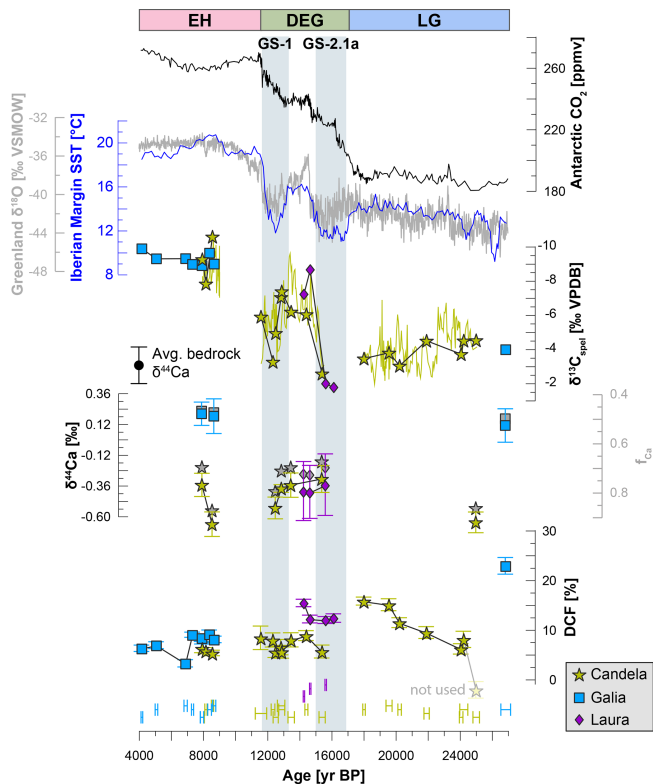 EH DEG LG
GS-1 GS-2.1a
260
220
200
180
Antarctic CO2 [ppmv]
-32
-36
-40
-44
-48
Greenland δ18O [‰ VSMOW]
20
16
12
8
Iberian Margin SST [°C]
-10
-8
-6
-4
-2
δ13Cspel [‰ VPDB]
Avg. bedrock
δ44Ca
0.36
0.12
-0.12
-0.36
-0.60
δ44Ca [‰]
0.4
0.6
0.8
fCa
30
20
10
0
DCF [%]
not used
Candela
Galia
Laura
4000 8000 12000 16000 20000 24000
Age [yr BP]